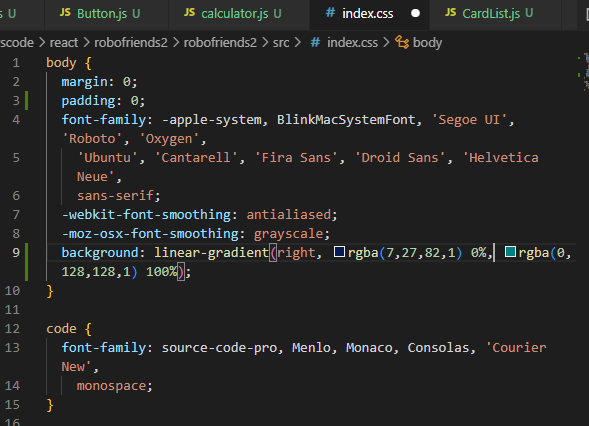 s U JS Button.js U JS calculator.js U # index.css ● JS CardList.js U
scode > react > robofriends2 > robofriends2 > src > # index.css > body
1 body {
2 margin: 0;
3 padding: 0;
4 font-family: -apple-system, BlinkMacSystemFont, 'Segoe UI',
'Roboto', 'Oxygen',
5 'Ubuntu', 'Cantarell', 'Fira Sans', 'Droid Sans', 'Helvetica
Neue',
6 sans-serif;
7 -webkit-font-smoothing: antialiased;
8 -moz-osx-font-smoothing: grayscale;
9 background: linear-gradient(right, rgba(7,27,82,1) 0%, rgba(0,
128,128,1) 100%);
10 }
11
12 code {
13 font-family: source-code-pro, Menlo, Monaco, Consolas, 'Courier
New',
14 monospace;
15 }
16